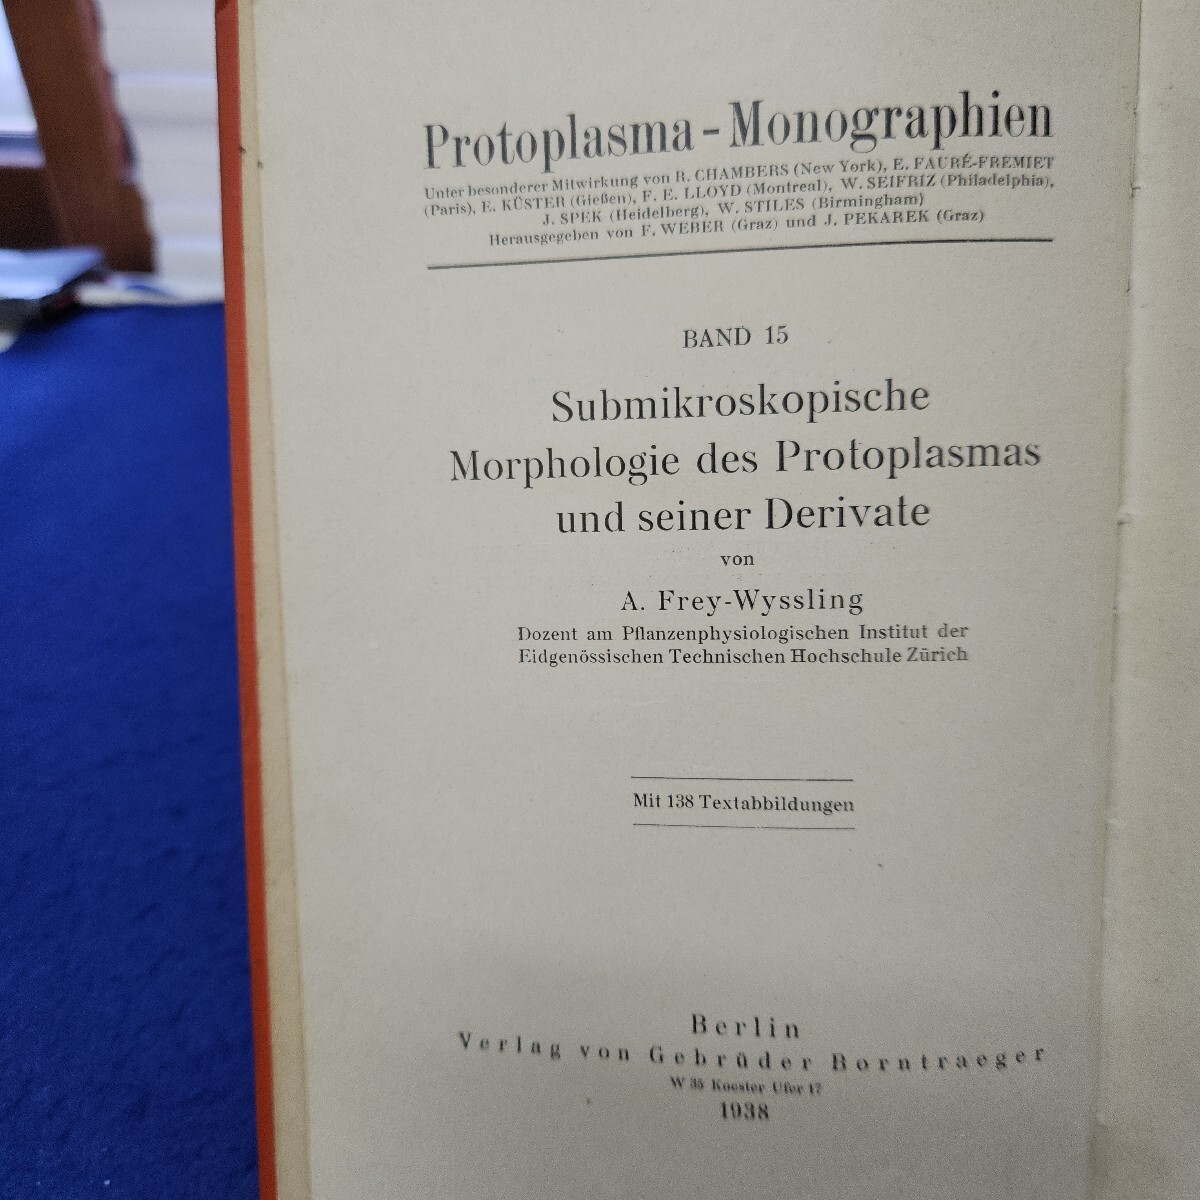 Protoplasma-Monographien
Unter besonderer Mitwirkung von R. CHAMBERS (New York), E. FAURÉ-FREMIET
(Paris), E. KÜSTER (Gießen), F. E. LLOYD (Montreal), W. SEIFRIZ (Philadelphia),
J. SPEK (Heidelberg), W. STILES (Birmingham)
Herausgegeben von F. WEBER (Graz) und J. PEKAREK (Graz)
BAND 15
Submikroskopische
Morphologie des Protoplasmas
und seiner Derivate
von
A. Frey-Wyssling
Dozent am Pflanzenphysiologischen Institut der
Eidgenössischen Technischen Hochschule Zürich
Mit 138 Textabbildungen
Berlin
Verlag von Gebrüder Borntraeger
W 35 Koester Ufer 17
1938